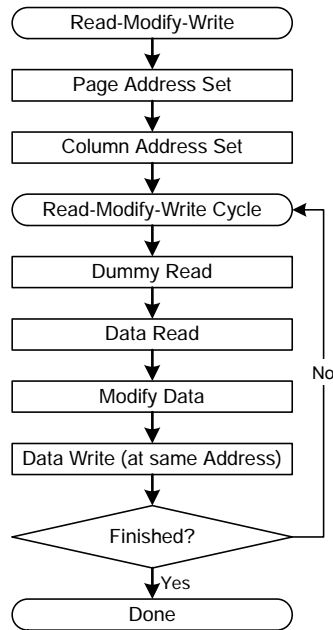 Read-Modify-Write
Page Address Set
Column Address Set
Read-Modify-Write Cycle
Dummy Read
Data Read
No
Modify Data
Data Write (at same Address)
Finished?
Yes
Done